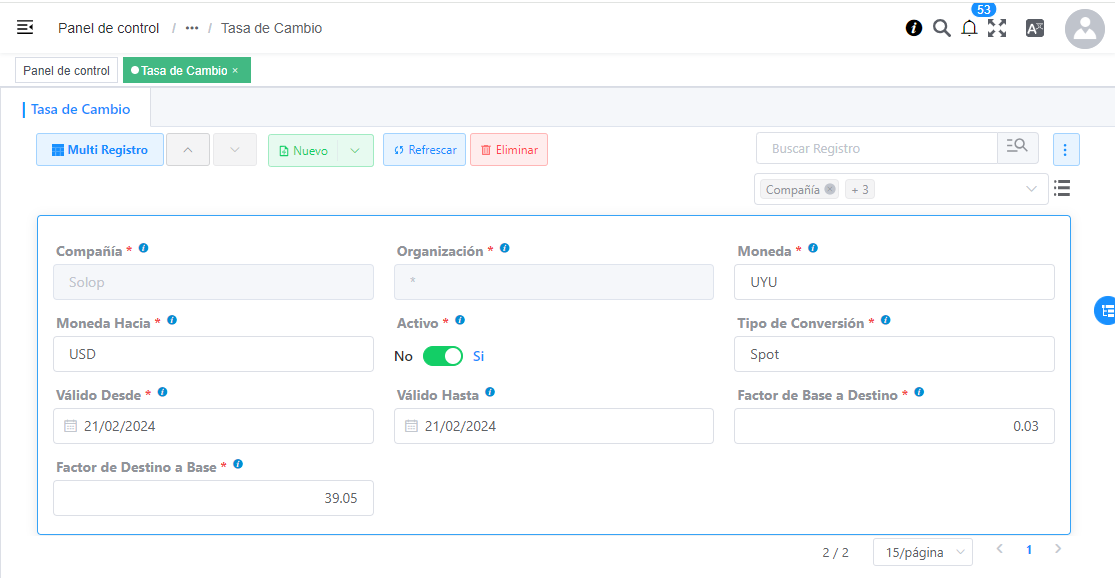 53
Panel de control / ••• / Tasa de Cambio
Panel de control Tasa de Cambio ×
Tasa de Cambio
Multi Registro Nuevo Refrescar Eliminar Buscar Registro
Compañía + 3
Compañía * Organización * Moneda *
Solop * UYU
Moneda Hacia * Activo * Tipo de Conversión *
USD No Si Spot
Válido Desde * Válido Hasta Factor de Base a Destino *
21/02/2024 21/02/2024 0.03
Factor de Destino a Base *
39.05
2 / 2 15/página 1